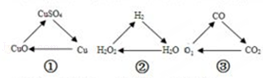 CuSO₄ H₂ CO
CuO Cu H₂O₂ H₂O O₂ CO₂
① ② ③